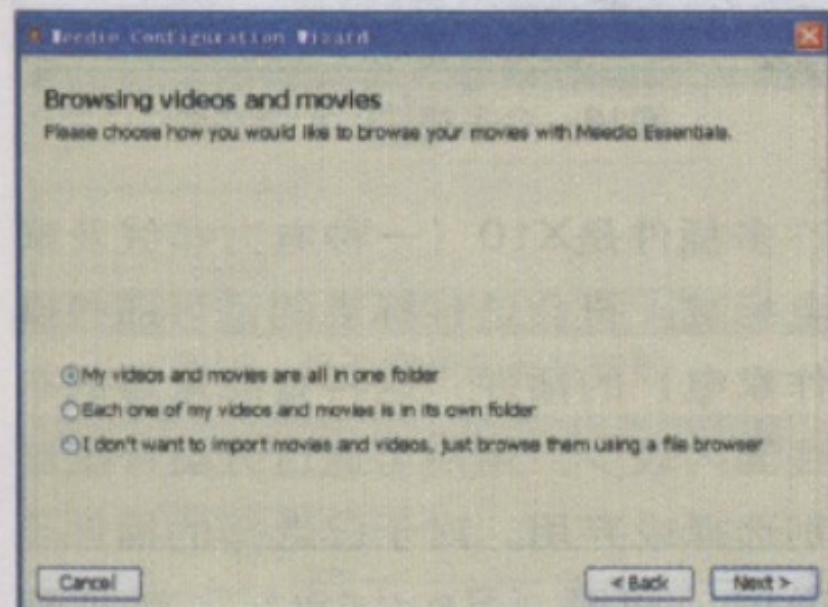 Meedio Configuration Wizard
Browsing videos and movies
Please choose how you would like to browse your movies with Meedio Essentials.
My videos and movies are all in one folder
Each one of my videos and movies is in its own folder
I don't want to import movies and videos, just browse them using a file browser
Cancel
< Back
Next >